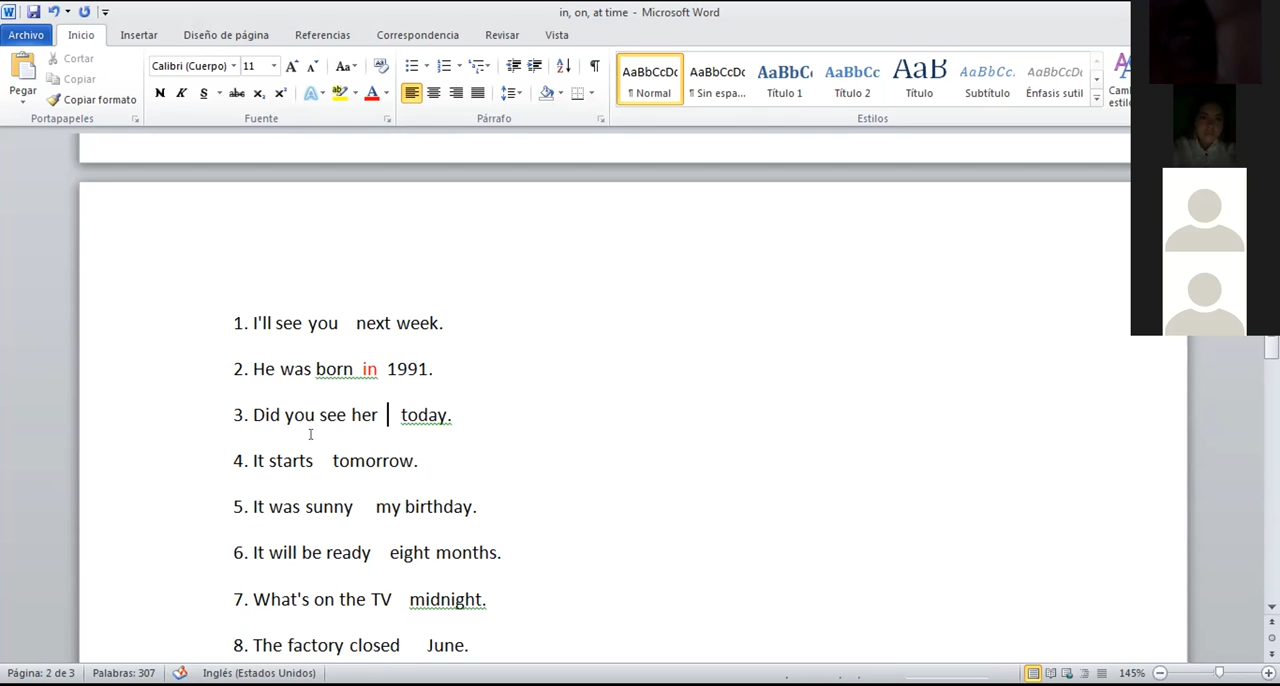 in, on, at time - Microsoft Word
Archivo Inicio Insertar Diseño de página Referencias Correspondencia Revisar Vista
Pegar
Cortar
Copiar
Copiar formato
Portapapeles
Calibri (Cuerpo) 11
N K S abc
Fuente
Párrafo
AaBbCcDc AaBbCcDc AaBbC AaBbCc AaB AaBbCc. AaBbCcDc
¶ Normal ¶ Sin espa... Título 1 Título 2 Título Subtítulo Énfasis sutil
Estilos
1. I'll see you next week.
2. He was born in 1991.
3. Did you see her today.
4. It starts tomorrow.
5. It was sunny my birthday.
6. It will be ready eight months.
7. What's on the TV midnight.
8. The factory closed June.
Página: 2 de 3 Palabras: 307 Inglés (Estados Unidos) 145%